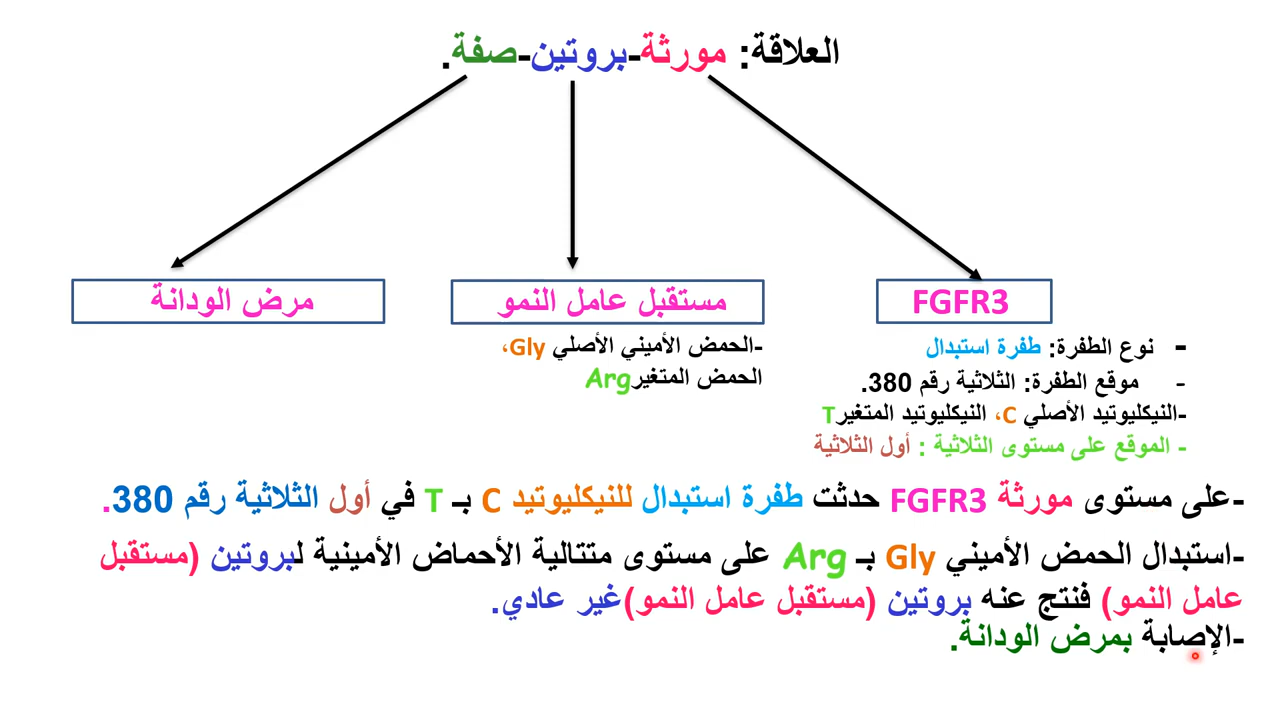 العلاقة: مورثة-بروتين-صفة.
FGFR3
مستقبل عامل النمو
مرض الودانة
- نوع الطفرة: طفرة استبدال
- موقع الطفرة: الثلاثية رقم 380.
-النيكليوتيد الأصلي C، النيكليوتيد المتغيرT
- الموقع على مستوى الثلاثية : أول الثلاثية
-الحمض الأميني الأصلي Gly،
الحمض المتغيرArg
-على مستوى مورثة FGFR3 حدثت طفرة استبدال للنيكليوتيد C بـ T في أول الثلاثية رقم 380.
-استبدال الحمض الأميني Gly بـ Arg على مستوى متتالية الأحماض الأمينية لبروتين (مستقبل
عامل النمو) فنتج عنه بروتين (مستقبل عامل النمو)غير عادي.
-الإصابة بمرض الودانة.